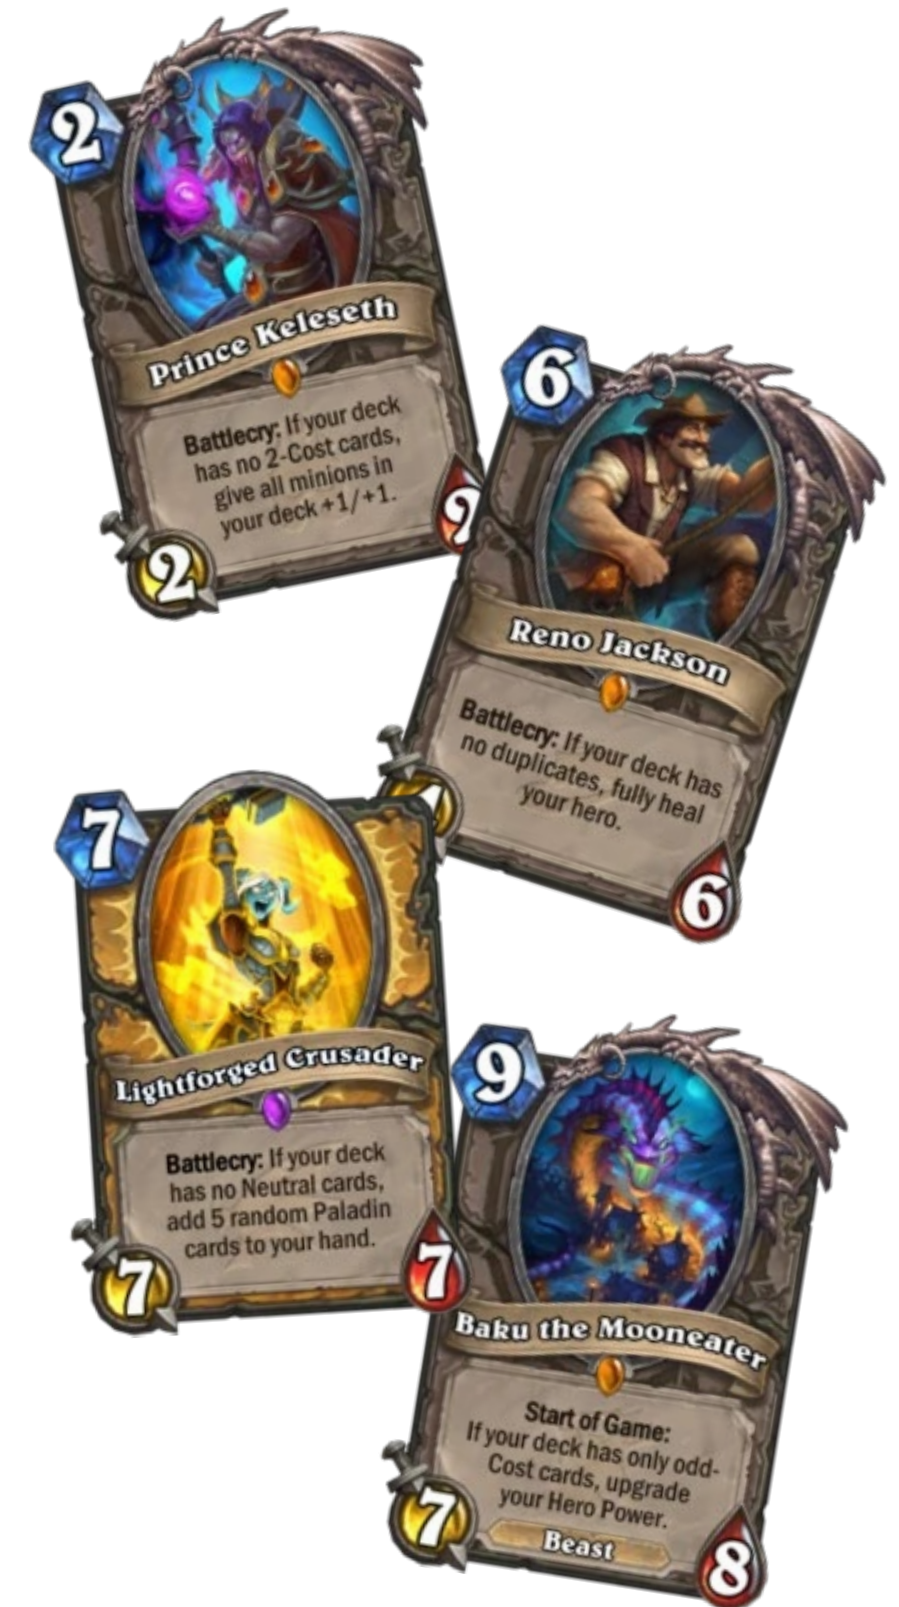 2
Prince Keleseth
Battlecry: If your deck
has no 2-Cost cards,
give all minions in
your deck +1/+1.
2
6
Reno Jackson
Battlecry: If your deck has
no duplicates, fully heal
your hero.
6
7
Lightforged Crusader
Battlecry: If your deck
has no Neutral cards,
add 5 random Paladin
cards to your hand.
7
7
9
Baku the Mooneater
Start of Game:
If your deck has only odd-
Cost cards, upgrade
your Hero Power.
Beast
7
8